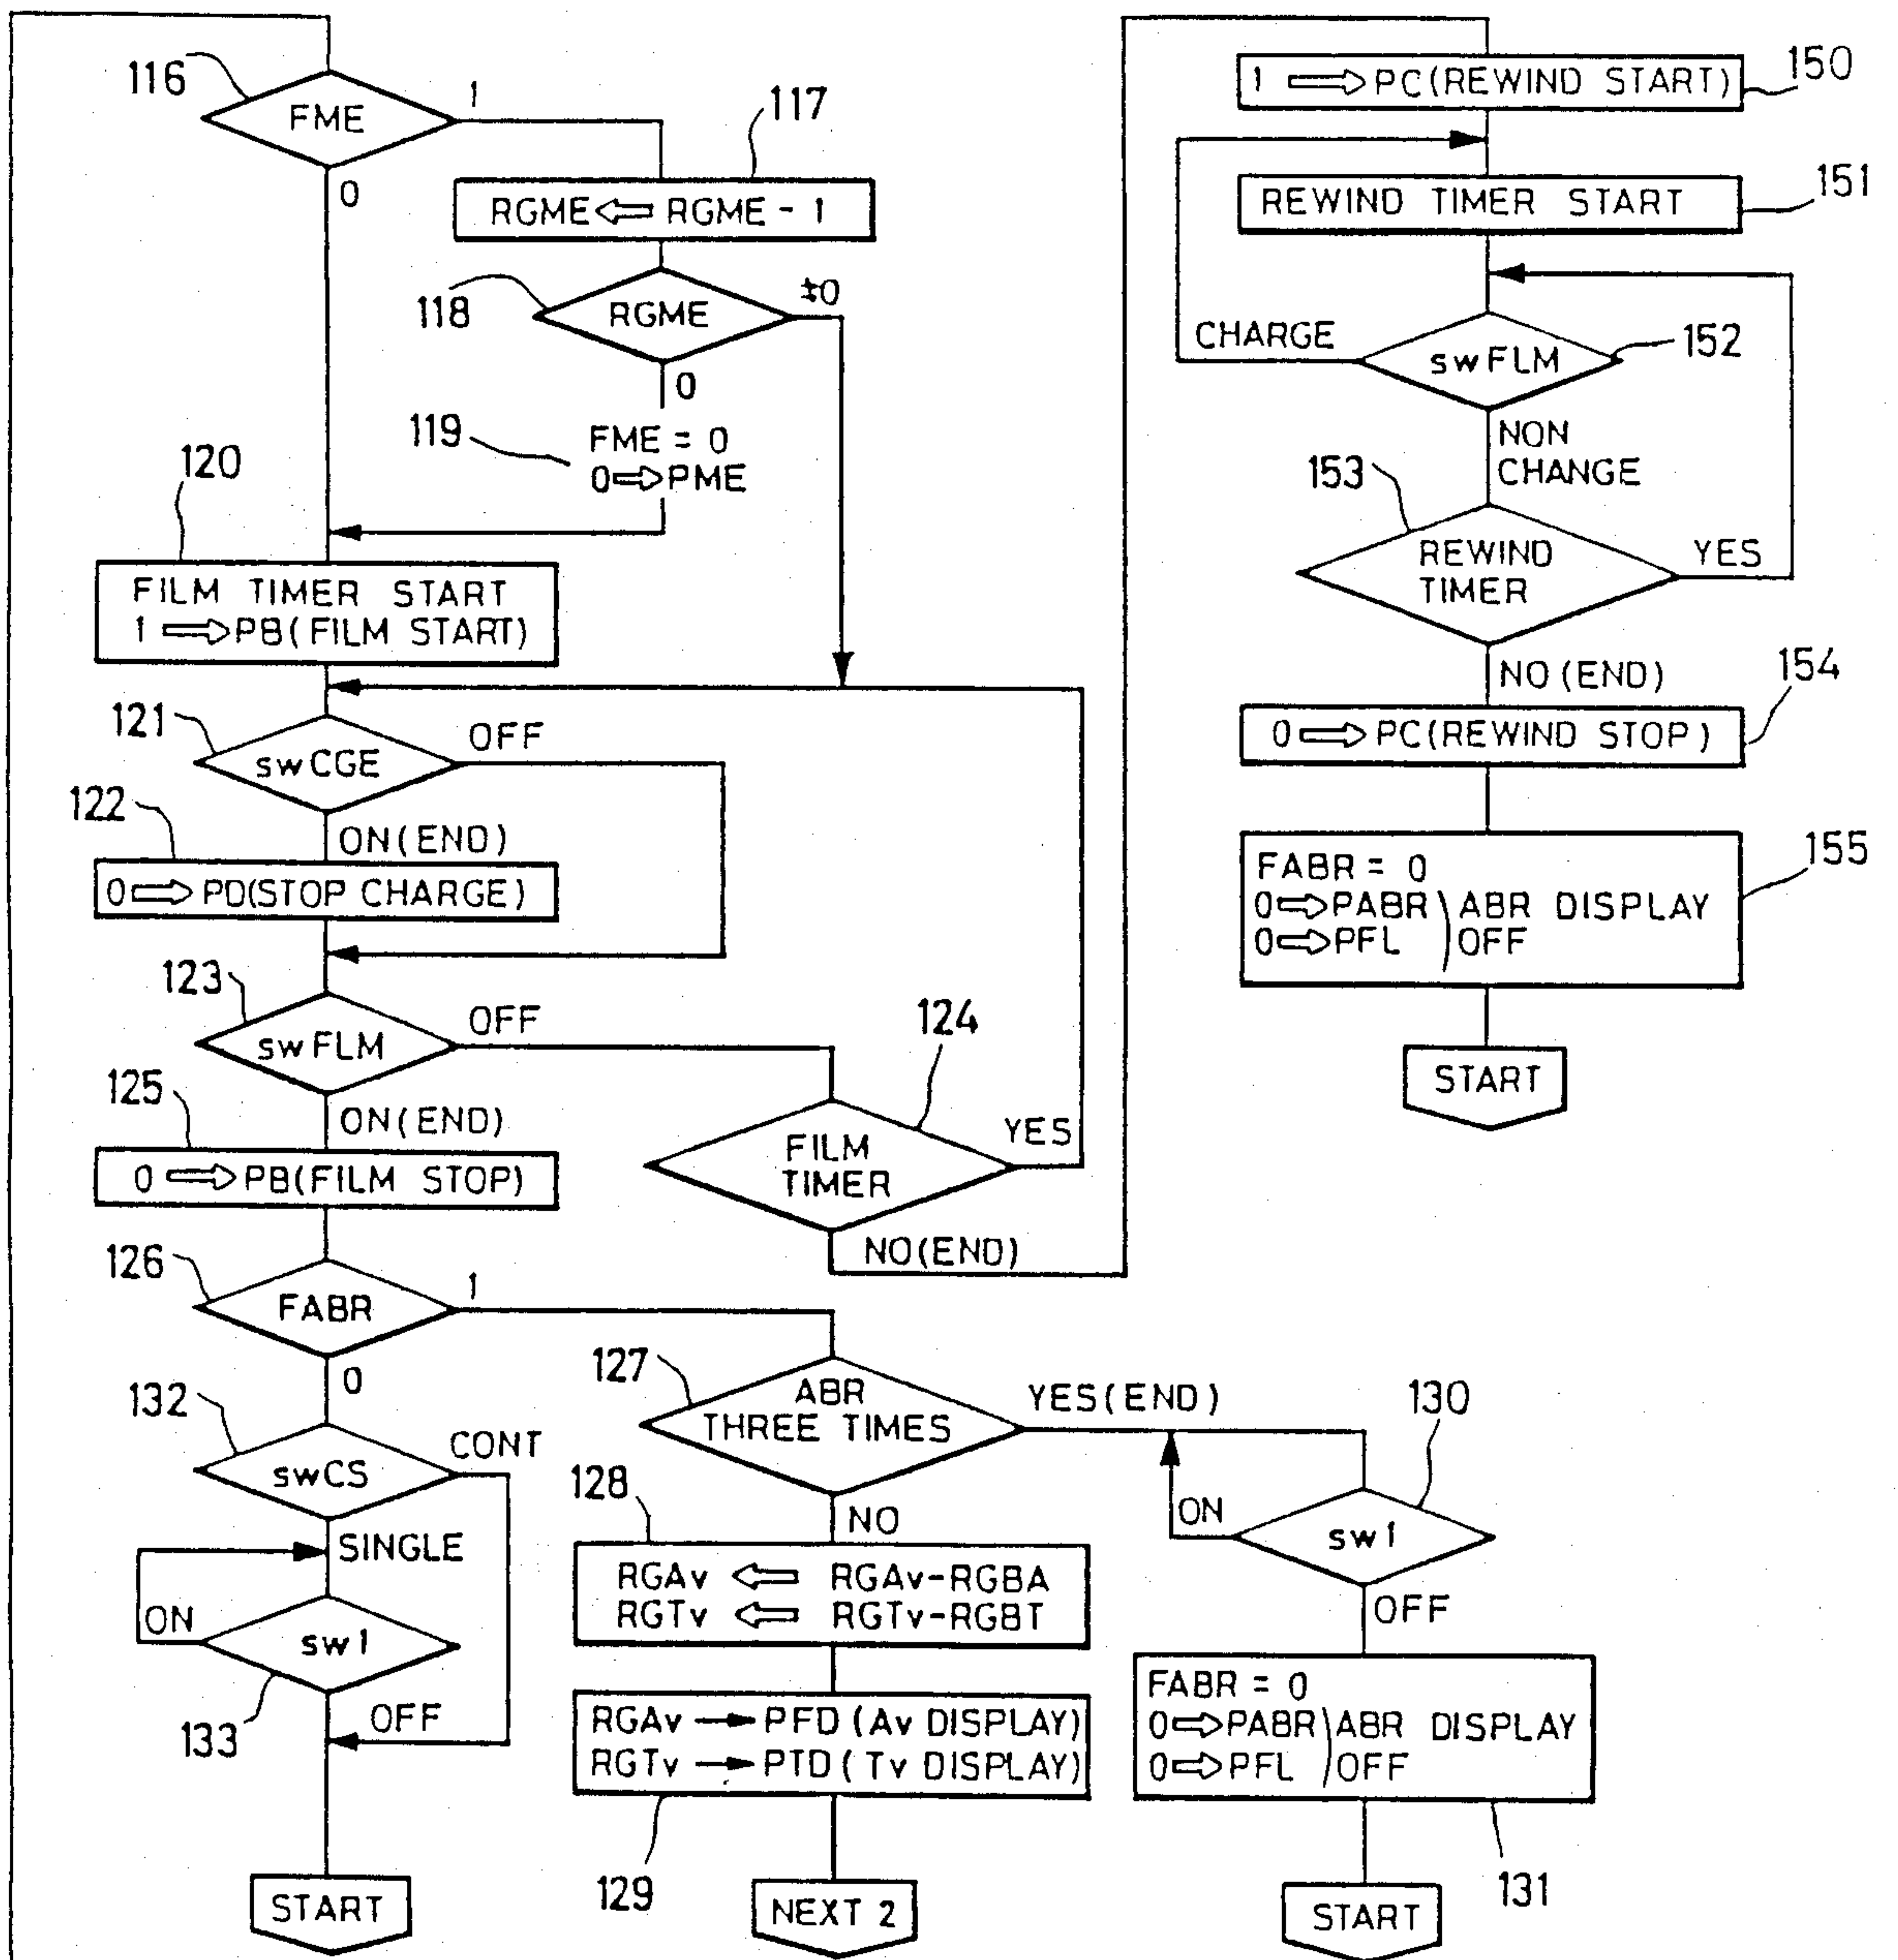 116
FME
1
0
117
RGME ⇐ RGME - 1
118
RGME
≠0
0
119
FME = 0
0⇒PME
120
FILM TIMER START
1 ⇒PB(FILM START)
121
swCGE
OFF
122
ON(END)
0⇒PD(STOP CHARGE)
123
swFLM
OFF
124
FILM
TIMER
YES
NO(END)
125
ON(END)
0 ⇒PB(FILM STOP)
126
FABR
1
0
127
ABR
THREE TIMES
YES(END)
NO
128
RGAv ⇐ RGAv-RGBA
RGTv ⇐ RGTv-RGBT
RGAv → PFD (Av DISPLAY)
RGTv → PTD (Tv DISPLAY)
129
NEXT 2
130
sw1
ON
OFF
FABR = 0
0⇒PABR ) ABR DISPLAY
0⇒PFL ) OFF
131
START
132
swCS
CONT
SINGLE
ON
sw1
133
OFF
START
1 ⇒PC(REWIND START)
150
REWIND TIMER START
151
CHARGE
swFLM
152
NON
CHANGE
153
REWIND
TIMER
YES
NO(END)
154
0⇒PC(REWIND STOP)
155
FABR = 0
0⇒PABR ) ABR DISPLAY
0⇒PFL ) OFF
START